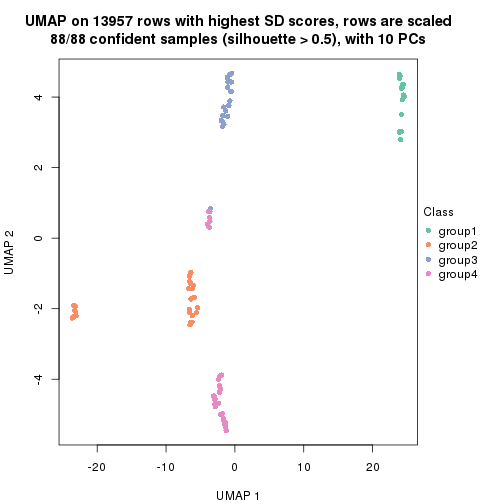 UMAP on 13957 rows with highest SD scores, rows are scaled
88/88 confident samples (silhouette > 0.5), with 10 PCs
4
2
0
-2
-4
UMAP 2
-20
-10
0
10
20
UMAP 1
Class
group1
group2
group3
group4